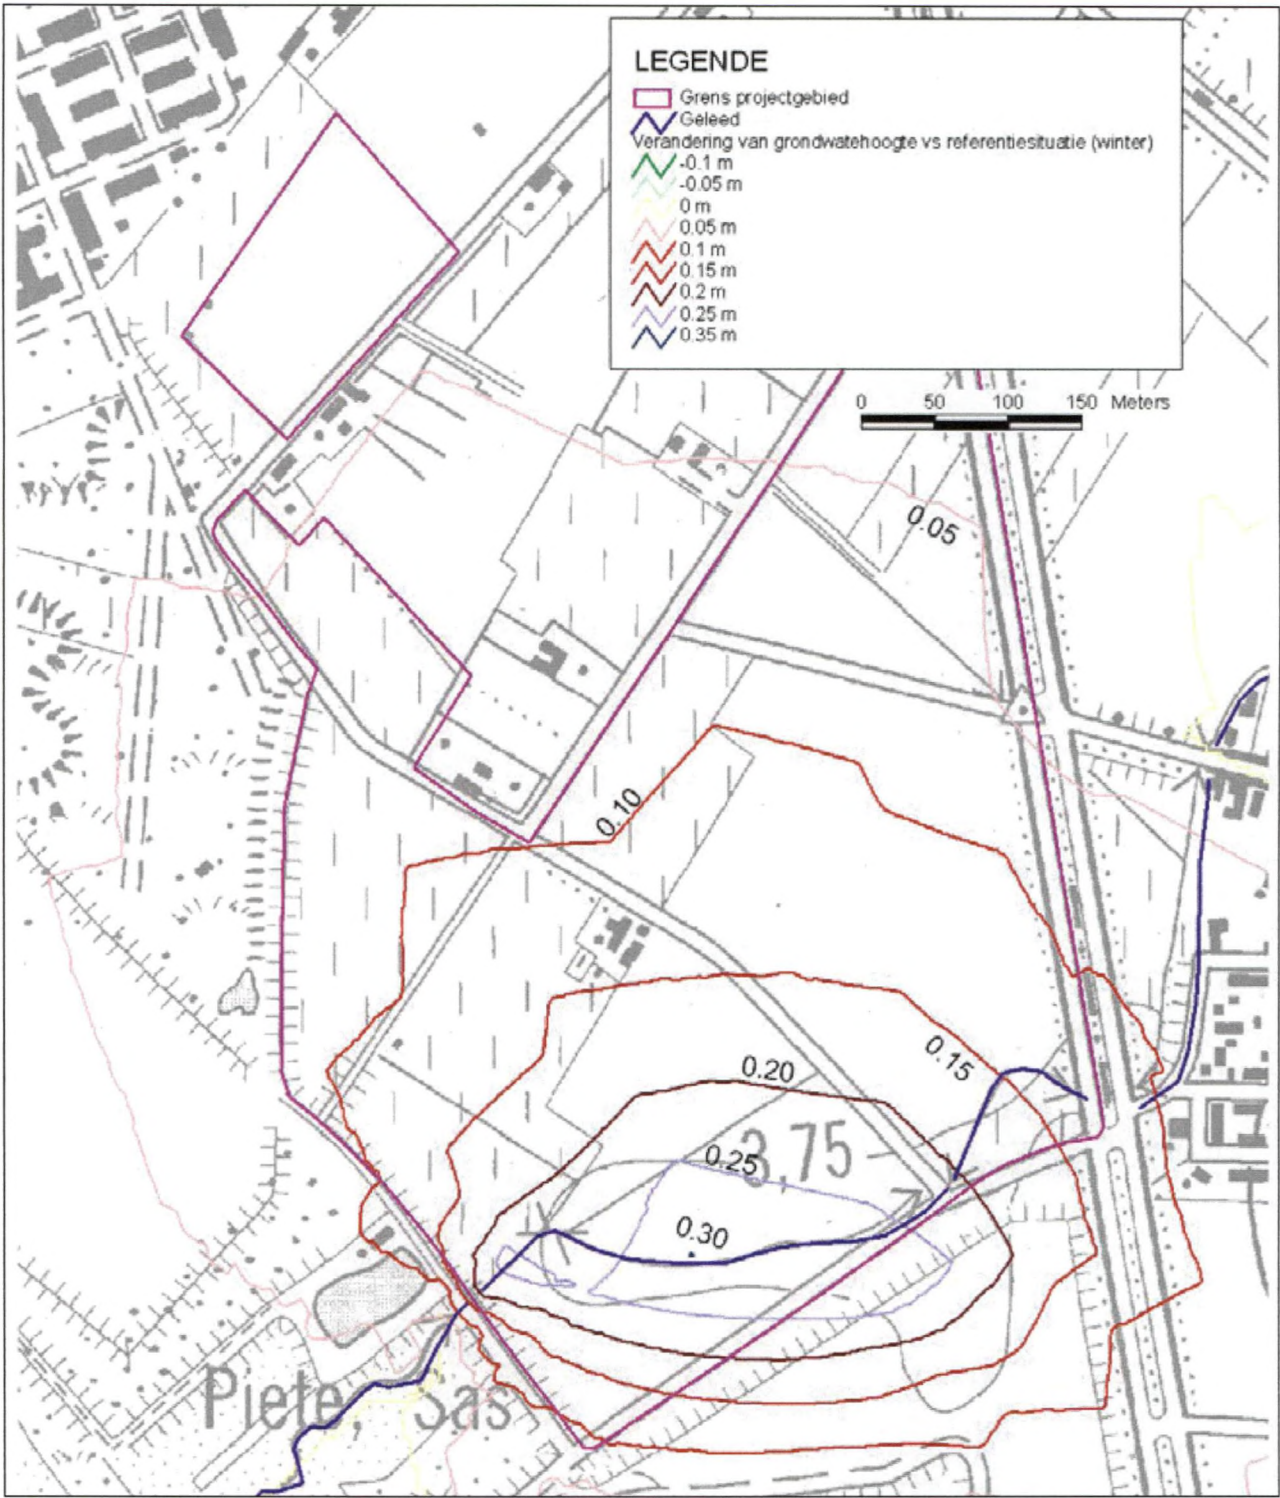 LEGENDE
Grens projectgebied
Geleed
Verandering van grondwatehoogte vs referentiesituatie (winter)
-0.1 m
-0.05 m
0 m
0.05 m
0.1 m
0.15 m
0.2 m
0.25 m
0.35 m
0 50 100 150 Meters
0.05
0.10
0.15
0.20
3,75
0.25
0.30
Piete, Sas